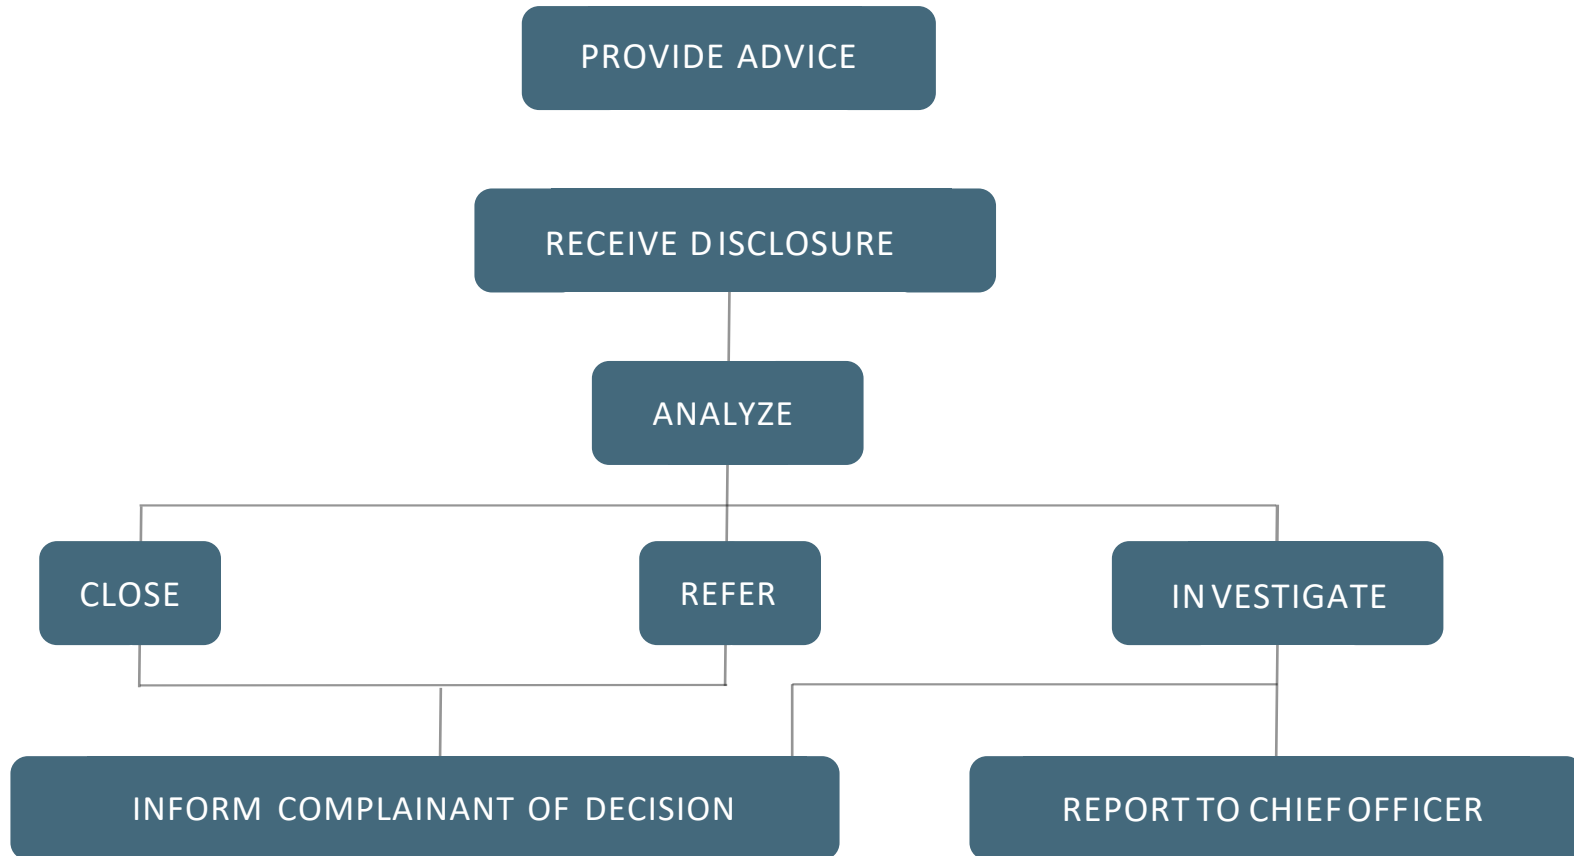 PROVIDE ADVICE
RECEIVE DISCLOSURE
ANALYZE
CLOSE
REFER
INVESTIGATE
INFORM COMPLAINANT OF DECISION
REPORT TO CHIEF OFFICER